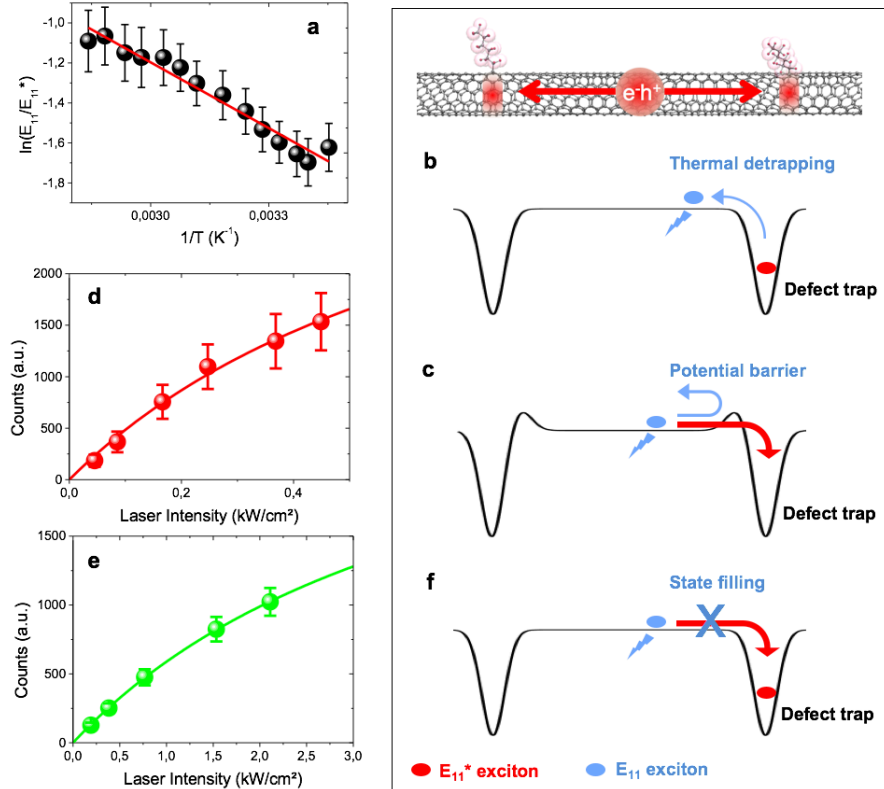 a
-1,0
-1,2
-1,4
-1,6
-1,8
ln(E₁₁/E₁₁*)
0,0030
0,0033
1/T (K⁻¹)
d
2000
1500
1000
500
0
Counts (a.u.)
0,0
0,2
0,4
Laser Intensity (kW/cm²)
e
1500
1000
500
0
Counts (a.u.)
0,0
0,5
1,0
1,5
2,0
2,5
3,0
Laser Intensity (kW/cm²)
e⁻h⁺
b
Thermal detrapping
Defect trap
c
Potential barrier
Defect trap
f
State filling
X
Defect trap
E₁₁* exciton
E₁₁ exciton